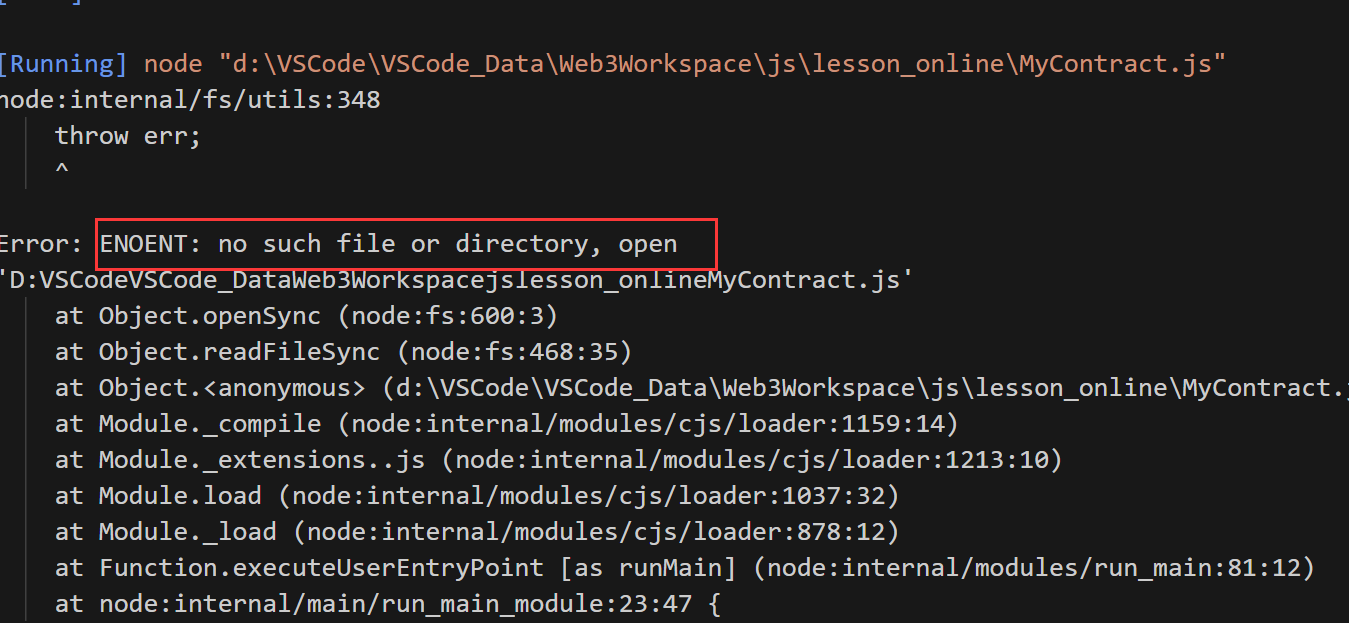 [Running] node "d:\VSCode\VSCode_Data\Web3Workspace\js\lesson_online\MyContract.js"
node:internal/fs/utils:348
throw err;
^
Error: ENOENT: no such file or directory, open
'D:VSCodeVSCode_DataWeb3Workspacejslesson_onlineMyContract.js'
at Object.openSync (node:fs:600:3)
at Object.readFileSync (node:fs:468:35)
at Object.<anonymous> (d:\VSCode\VSCode_Data\Web3Workspace\js\lesson_online\MyContract.j
at Module._compile (node:internal/modules/cjs/loader:1159:14)
at Module._extensions..js (node:internal/modules/cjs/loader:1213:10)
at Module.load (node:internal/modules/cjs/loader:1037:32)
at Module._load (node:internal/modules/cjs/loader:878:12)
at Function.executeUserEntryPoint [as runMain] (node:internal/modules/run_main:81:12)
at node:internal/main/run_main_module:23:47 {